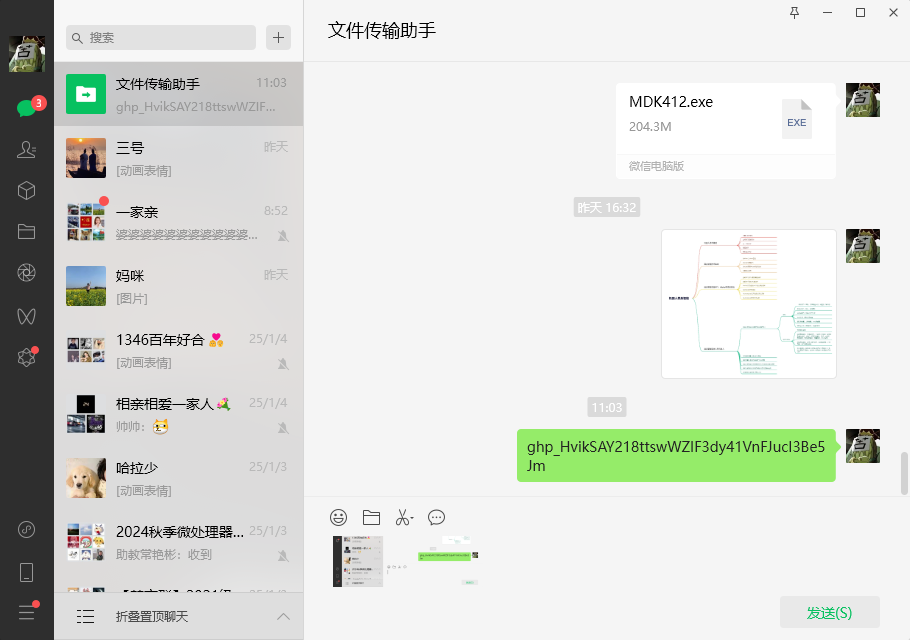 搜索
文件传输助手
11:03
ghp_HvikSAY218ttswWZIF...
三号
昨天
[动画表情]
一家亲
8:52
婆婆婆婆婆婆婆婆婆婆婆...
妈咪
昨天
[图片]
1346百年好合
25/1/4
[动画表情]
相亲相爱一家人
25/1/4
帅帅：
哈拉少
25/1/3
[动画表情]
2024秋季微处理器...
25/1/3
助教常艳彬：收到
折叠置顶聊天
3
文件传输助手
MDK412.exe
204.3M
EXE
微信电脑版
昨天 16:32
11:03
ghp_HvikSAY218ttswWZIF3dy41VnFJucI3Be5
Jm
发送(S)